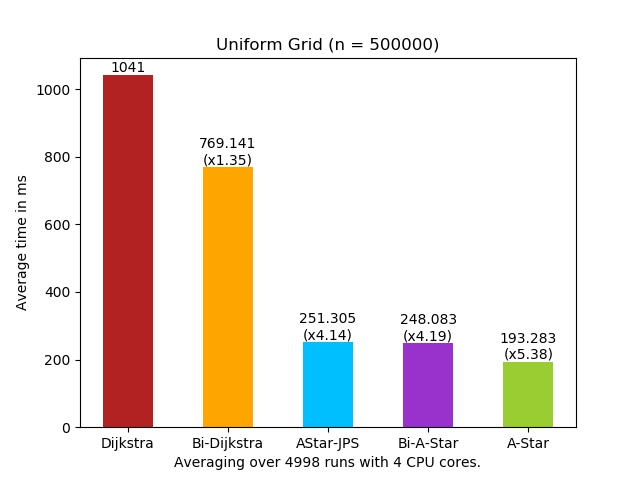 Uniform Grid (n = 500000)
Average time in ms
1000
800
600
400
200
0
1041
769.141
(x1.35)
251.305
(x4.14)
248.083
(x4.19)
193.283
(x5.38)
Dijkstra
Bi-Dijkstra
AStar-JPS
Bi-A-Star
A-Star
Averaging over 4998 runs with 4 CPU cores.